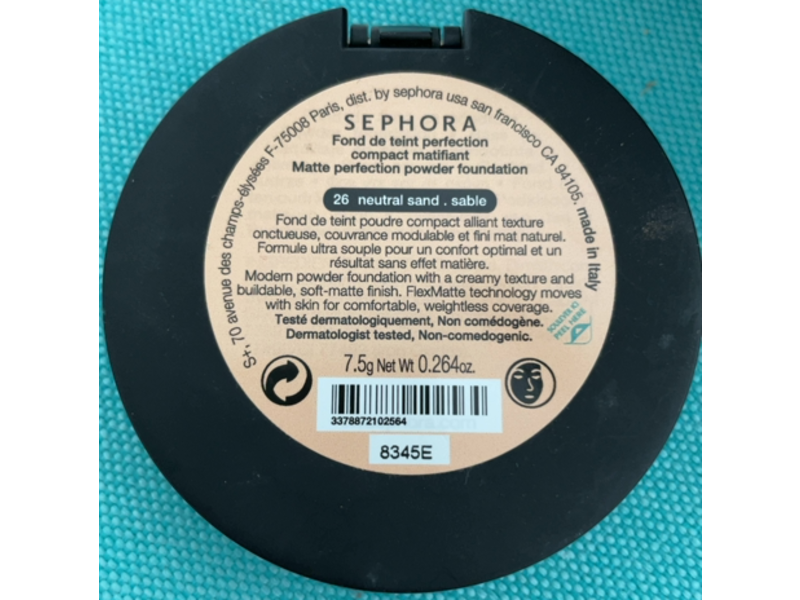 S+, 70 avenue des champs-élysées F-75008 Paris, dist. by sephora usa san francisco CA 94105. made in Italy
SEPHORA
Fond de teint perfection
compact matifiant
Matte perfection powder foundation
26 neutral sand . sable
Fond de teint poudre compact alliant texture
onctueuse, couvrance modulable et fini mat naturel.
Formule ultra souple pour un confort optimal et un
résultat sans effet matière.
Modern powder foundation with a creamy texture and
buildable, soft-matte finish. FlexMatte technology moves
with skin for comfortable, weightless coverage.
Testé dermatologiquement, Non comédogène.
Dermatologist tested, Non-comedogenic.
SOULEVER ICI
PEEL HERE
7.5g Net Wt 0.264oz.
3378872102564
8345E